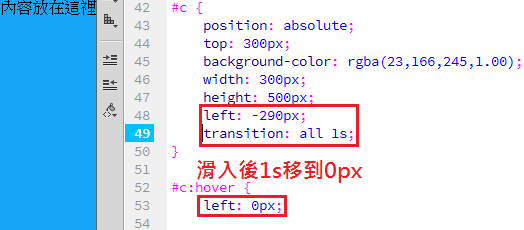 內容放在這裡
42 #c {
43 position: absolute;
44 top: 300px;
45 background-color: rgba(23,166,245,1.00);
46 width: 300px;
47 height: 500px;
48 left: -290px;
49 transition: all 1s;
50 }
51 滑入後1s移到0px
52 #c:hover {
53 left: 0px;
54